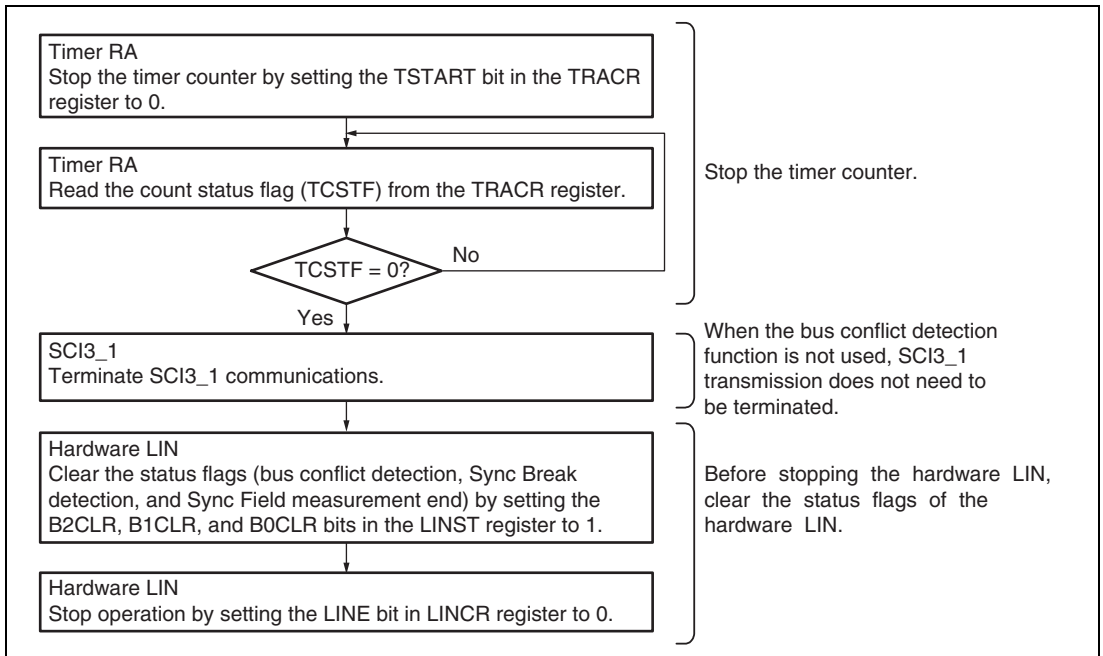 Timer RA
Stop the timer counter by setting the TSTART bit in the TRACR
register to 0.
Timer RA
Read the count status flag (TCSTF) from the TRACR register.
Stop the timer counter.
TCSTF = 0?
No
Yes
SCI3_1
Terminate SCI3_1 communications.
When the bus conflict detection
function is not used, SCI3_1
transmission does not need to
be terminated.
Hardware LIN
Clear the status flags (bus conflict detection, Sync Break
detection, and Sync Field measurement end) by setting the
B2CLR, B1CLR, and B0CLR bits in the LINST register to 1.
Before stopping the hardware LIN,
clear the status flags of the
hardware LIN.
Hardware LIN
Stop operation by setting the LINE bit in LINCR register to 0.